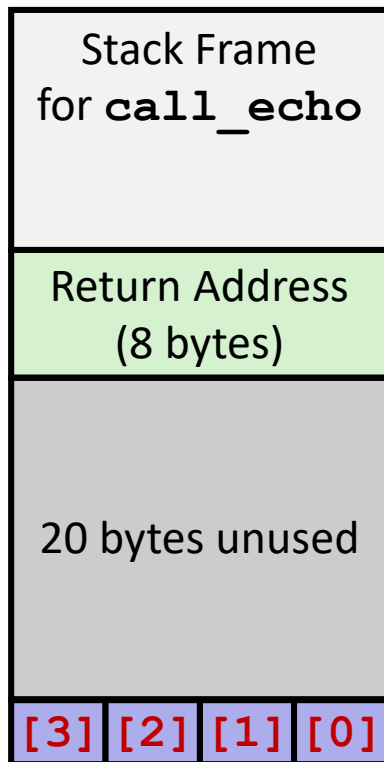 Stack Frame
for call_echo
Return Address
(8 bytes)
20 bytes unused
[3] [2] [1] [0]